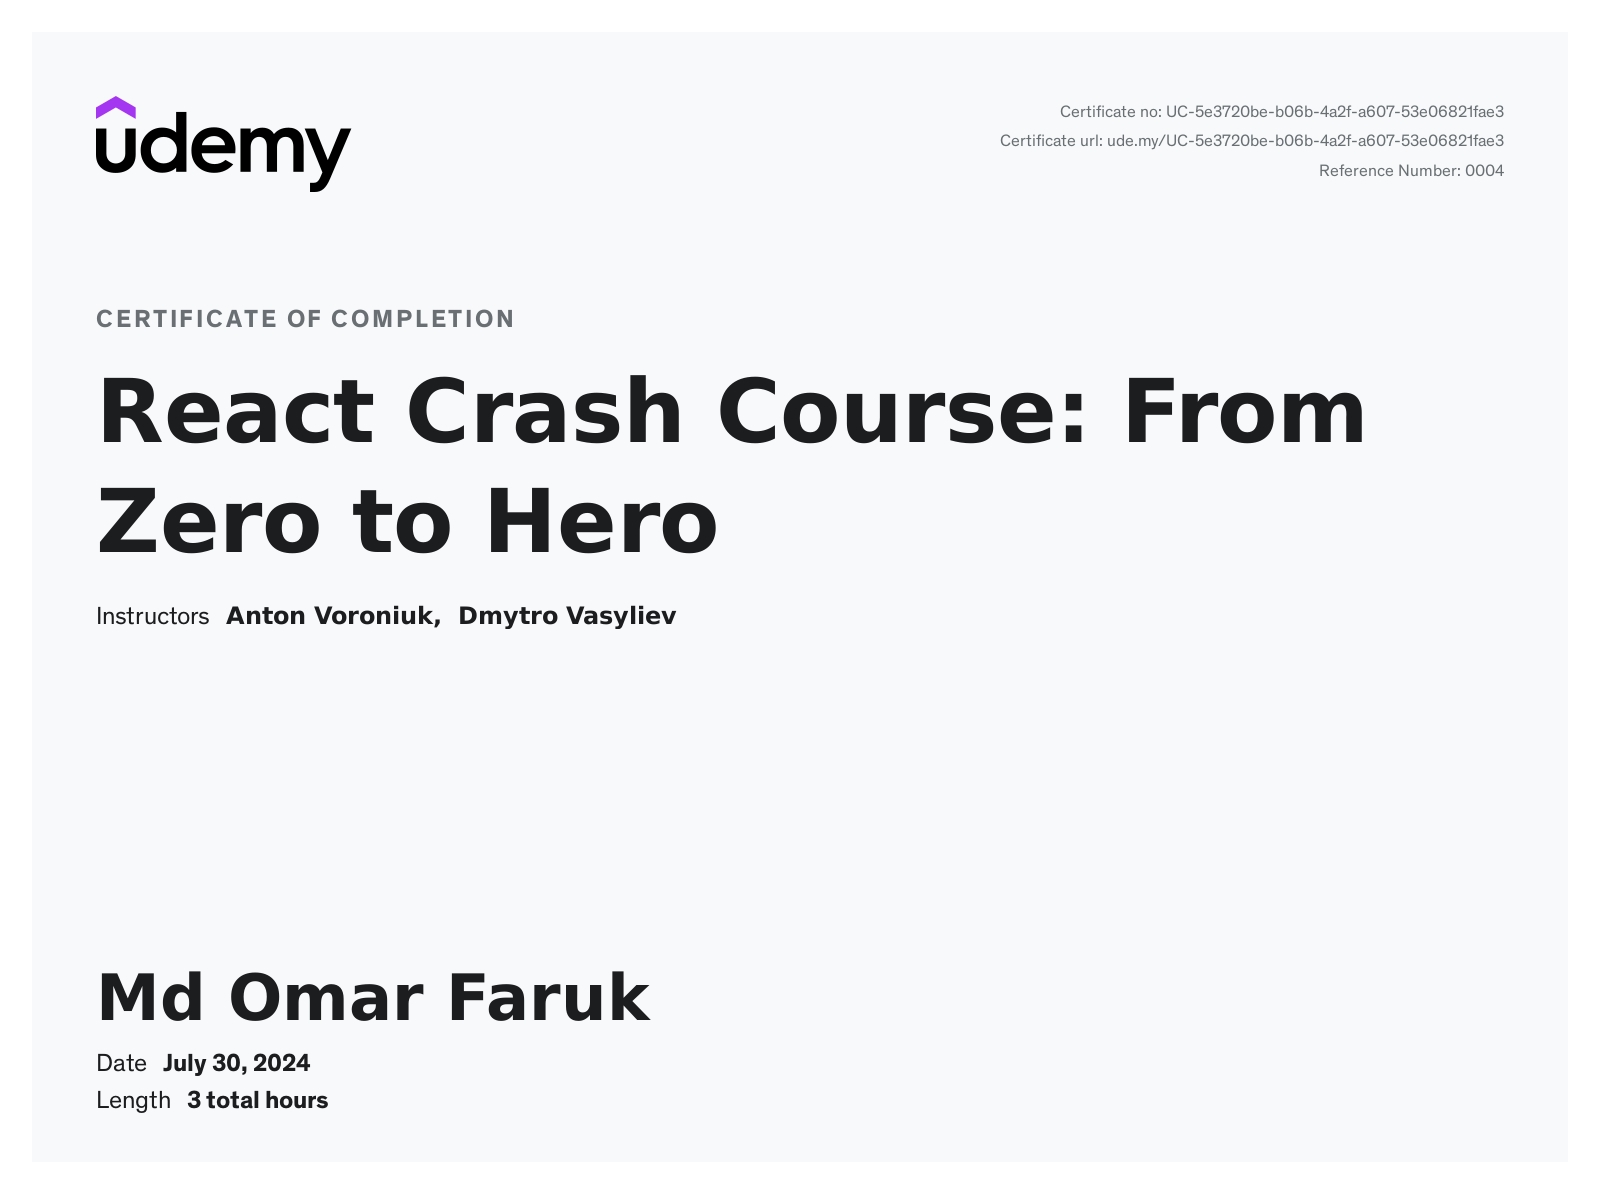 udemy
Certificate no: UC-5e3720be-b06b-4a2f-a607-53e06821fae3
Certificate url: ude.my/UC-5e3720be-b06b-4a2f-a607-53e06821fae3
Reference Number: 0004
CERTIFICATE OF COMPLETION
React Crash Course: From
Zero to Hero
Instructors Anton Voroniuk, Dmytro Vasyliev
Md Omar Faruk
Date July 30, 2024
Length 3 total hours